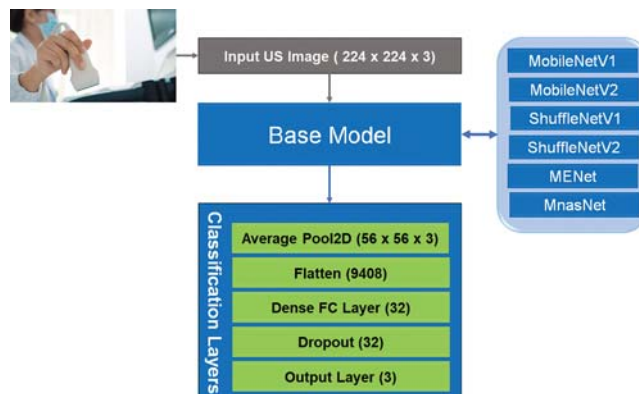 Input US Image ( 224 x 224 x 3)
Base Model
MobileNetV1
MobileNetV2
ShuffleNetV1
ShuffleNetV2
MENet
MnasNet
Classification Layers
Average Pool2D (56 x 56 x 3)
Flatten (9408)
Dense FC Layer (32)
Dropout (32)
Output Layer (3)